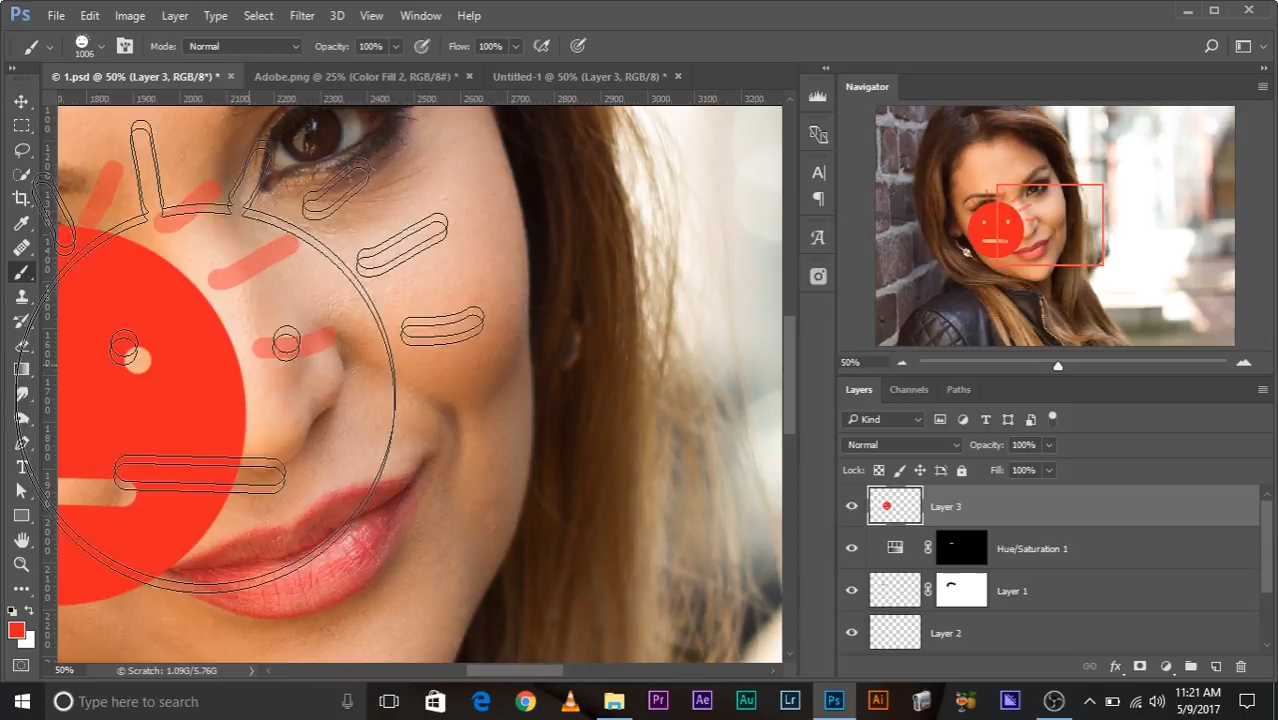 Ps File Edit Image Layer Type Select Filter 3D View Window Help
1006 Mode: Normal Opacity: 100% Flow: 100%
© 1.psd @ 50% (Layer 3, RGB/8*) * × Adobe.png @ 25% (Color Fill 2, RGB/8#) * × Untitled-1 @ 50% (Layer 3, RGB/8) * ×
1800 1900 2000 2100 2200 2300 2400 2500 2600 2700 2800 2900 3000 3100 3200
Navigator
50%
Layers Channels Paths
Kind
Normal Opacity: 100%
Lock: Fill: 100%
Layer 3
Hue/Saturation 1
Layer 1
Layer 2
50% © Scratch: 1.09G/5.76G
fx
Type here to search
Pr Ae Au Lr Ps Ai
11:21 AM
5/9/2017